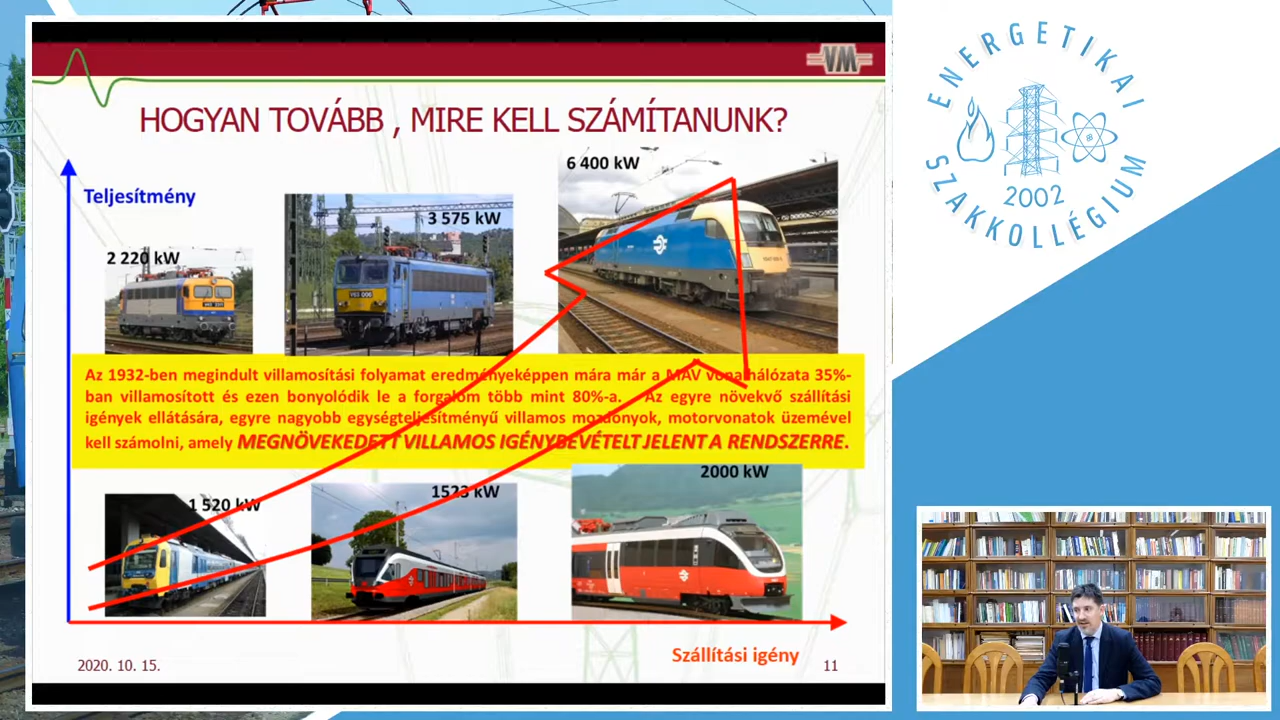 VM
HOGYAN TOVÁBB , MIRE KELL SZÁMÍTANUNK?
Teljesítmény
2 220 kW
3 575 kW
6 400 kW
V63 006
Az 1932-ben megindult villamosítási folyamat eredményeképpen mára már a MÁV vonalhálózata 35%-
ban villamosított és ezen bonyolódik le a forgalom több mint 80%-a. Az egyre növekvő szállítási
igények ellátására, egyre nagyobb egységteljesítményű villamos mozdonyok, motorvonatok üzemével
kell számolni, amely MEGNÖVEKEDETT VILLAMOS IGÉNYBEVÉTELT JELENT A RENDSZERRE.
1 520 kW
1523 kW
2000 kW
Szállítási igény
2020. 10. 15.
11
ENERGETIKAI
SZAKKOLLÉGIUM
2002